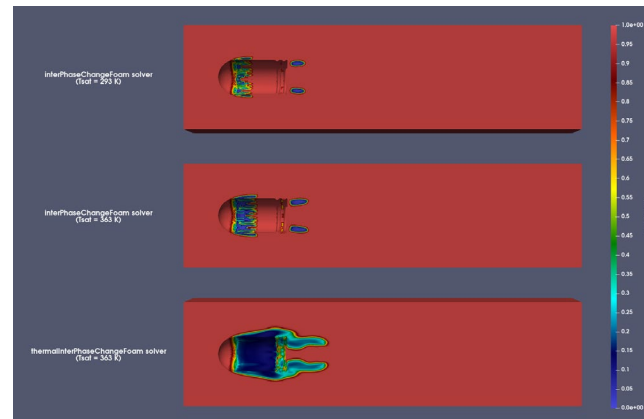 interPhaseChangeFoam solver
(Tsat = 293 K)
interPhaseChangeFoam solver
(Tsat = 363 K)
thermalInterPhaseChangeFoam solver
(Tsat = 363 K)
1.0e+00
0.95
0.9
0.85
0.8
0.75
0.7
0.65
0.6
0.55
0.5
0.45
0.4
0.35
0.3
0.25
0.2
0.15
0.1
0.05
0.0e+00